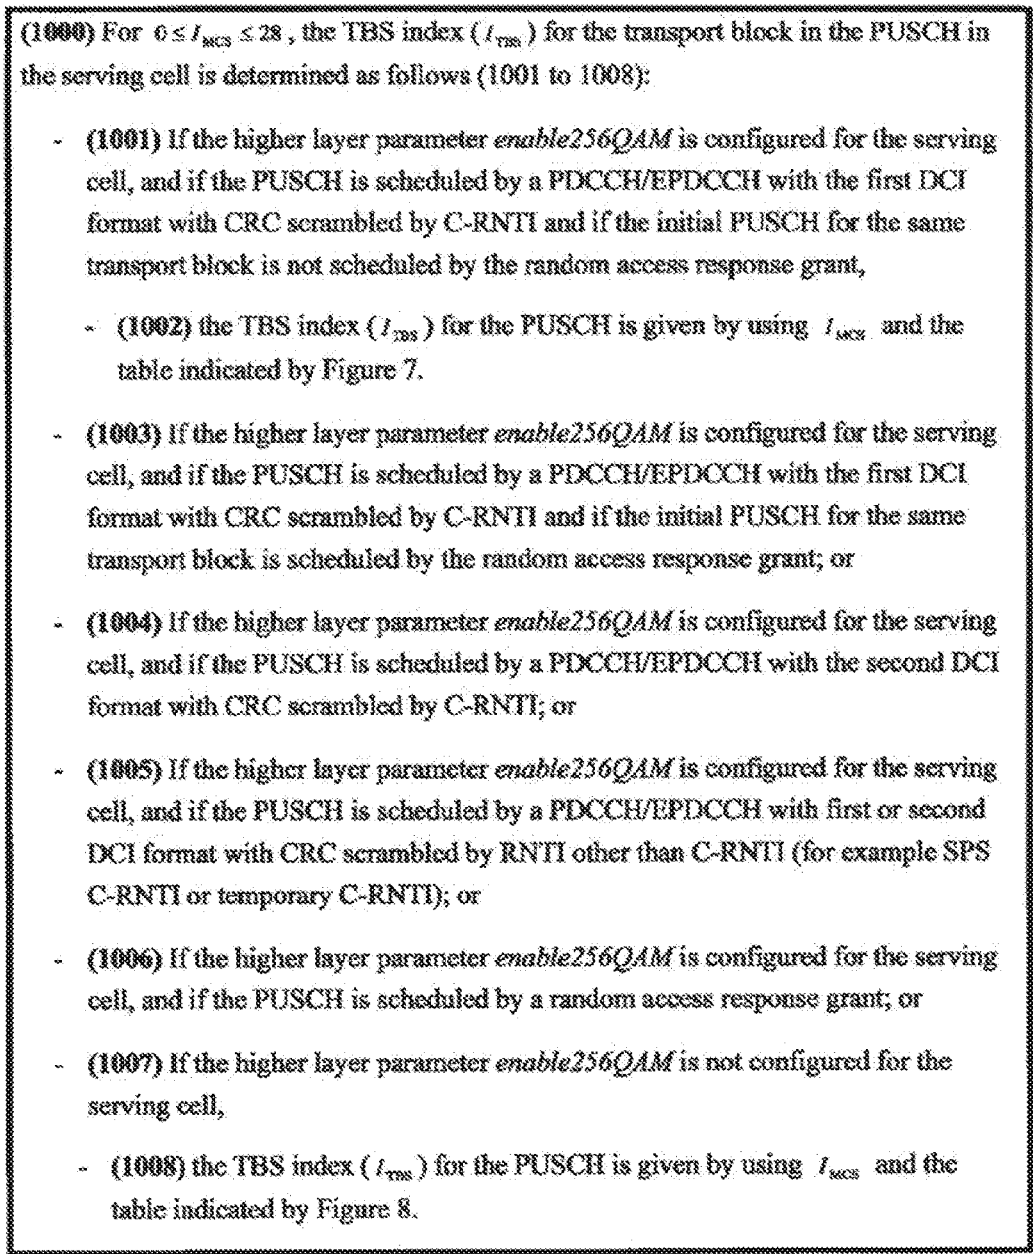 (1000) For 0 ≤ I_MCS ≤ 28 , the TBS index ( I_TBS ) for the transport block in the PUSCH in
the serving cell is determined as follows (1001 to 1008):
- (1001) If the higher layer parameter enable256QAM is configured for the serving
cell, and if the PUSCH is scheduled by a PDCCH/EPDCCH with the first DCI
format with CRC scrambled by C-RNTI and if the initial PUSCH for the same
transport block is not scheduled by the random access response grant,
- (1002) the TBS index ( I_TBS ) for the PUSCH is given by using I_MCS and the
table indicated by Figure 7.
- (1003) If the higher layer parameter enable256QAM is configured for the serving
cell, and if the PUSCH is scheduled by a PDCCH/EPDCCH with the first DCI
format with CRC scrambled by C-RNTI and if the initial PUSCH for the same
transport block is scheduled by the random access response grant; or
- (1004) If the higher layer parameter enable256QAM is configured for the serving
cell, and if the PUSCH is scheduled by a PDCCH/EPDCCH with the second DCI
format with CRC scrambled by C-RNTI; or
- (1005) If the higher layer parameter enable256QAM is configured for the serving
cell, and if the PUSCH is scheduled by a PDCCH/EPDCCH with first or second
DCI format with CRC scrambled by RNTI other than C-RNTI (for example SPS
C-RNTI or temporary C-RNTI); or
- (1006) If the higher layer parameter enable256QAM is configured for the serving
cell, and if the PUSCH is scheduled by a random access response grant; or
- (1007) If the higher layer parameter enable256QAM is not configured for the
serving cell,
- (1008) the TBS index ( I_TBS ) for the PUSCH is given by using I_MCS and the
table indicated by Figure 8.